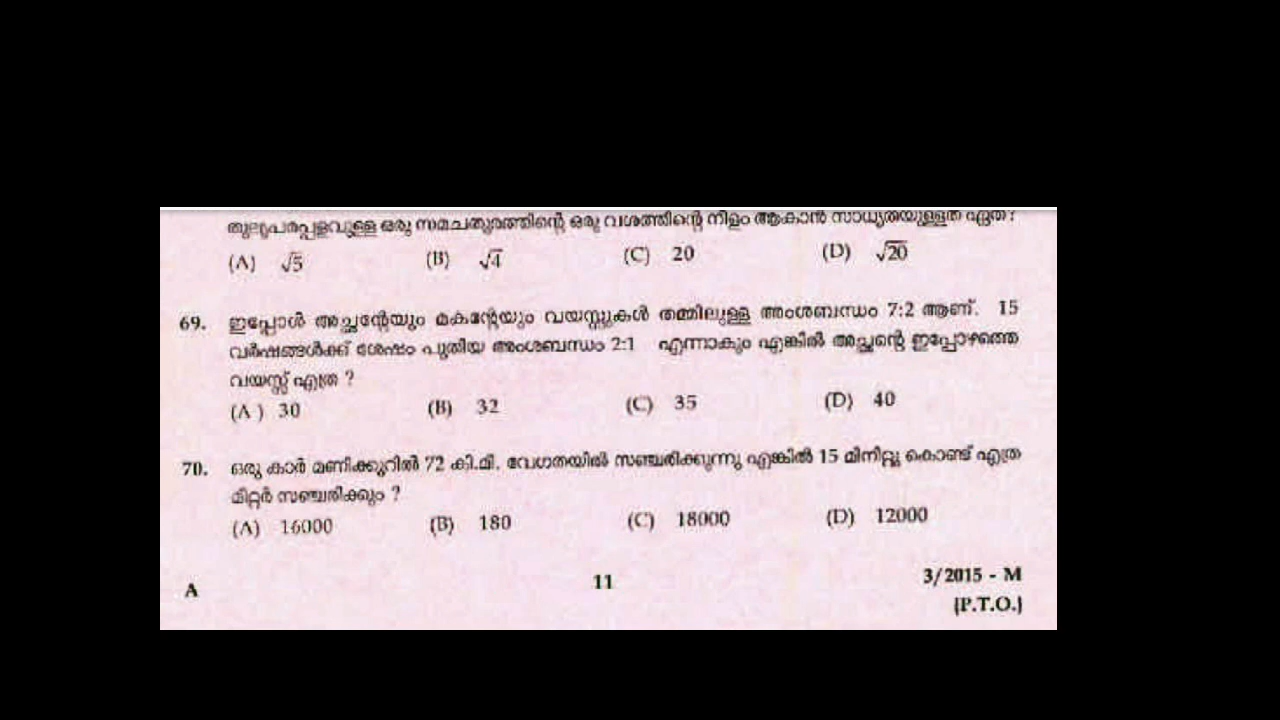 തുല്യപരപ്പളവുള്ള ഒരു സമചതുരത്തിന്റെ ഒരു വശത്തിന്റെ നീളം ആകാൻ സാധ്യതയുള്ളത് ഏത് ?
(A) √5 (B) √4 (C) 20 (D) √20
69. ഇപ്പോൾ അച്ഛന്റേയും മകന്റേയും വയസ്സുകൾ തമ്മിലുള്ള അംശബന്ധം 7:2 ആണ്. 15
വർഷങ്ങൾക്ക് ശേഷം പുതിയ അംശബന്ധം 2:1 എന്നാകും എങ്കിൽ അച്ഛന്റെ ഇപ്പോഴത്തെ
വയസ്സ് എത്ര ?
(A ) 30 (B) 32 (C) 35 (D) 40
70. ഒരു കാർ മണിക്കൂറിൽ 72 കി.മി. വേഗതയിൽ സഞ്ചരിക്കുന്നു എങ്കിൽ 15 മിനിറ്റു കൊണ്ട് എത്ര
മിറ്റർ സഞ്ചരിക്കും ?
(A) 16000 (B) 180 (C) 18000 (D) 12000
A 11 3/2015 - M
{P.T.O.}